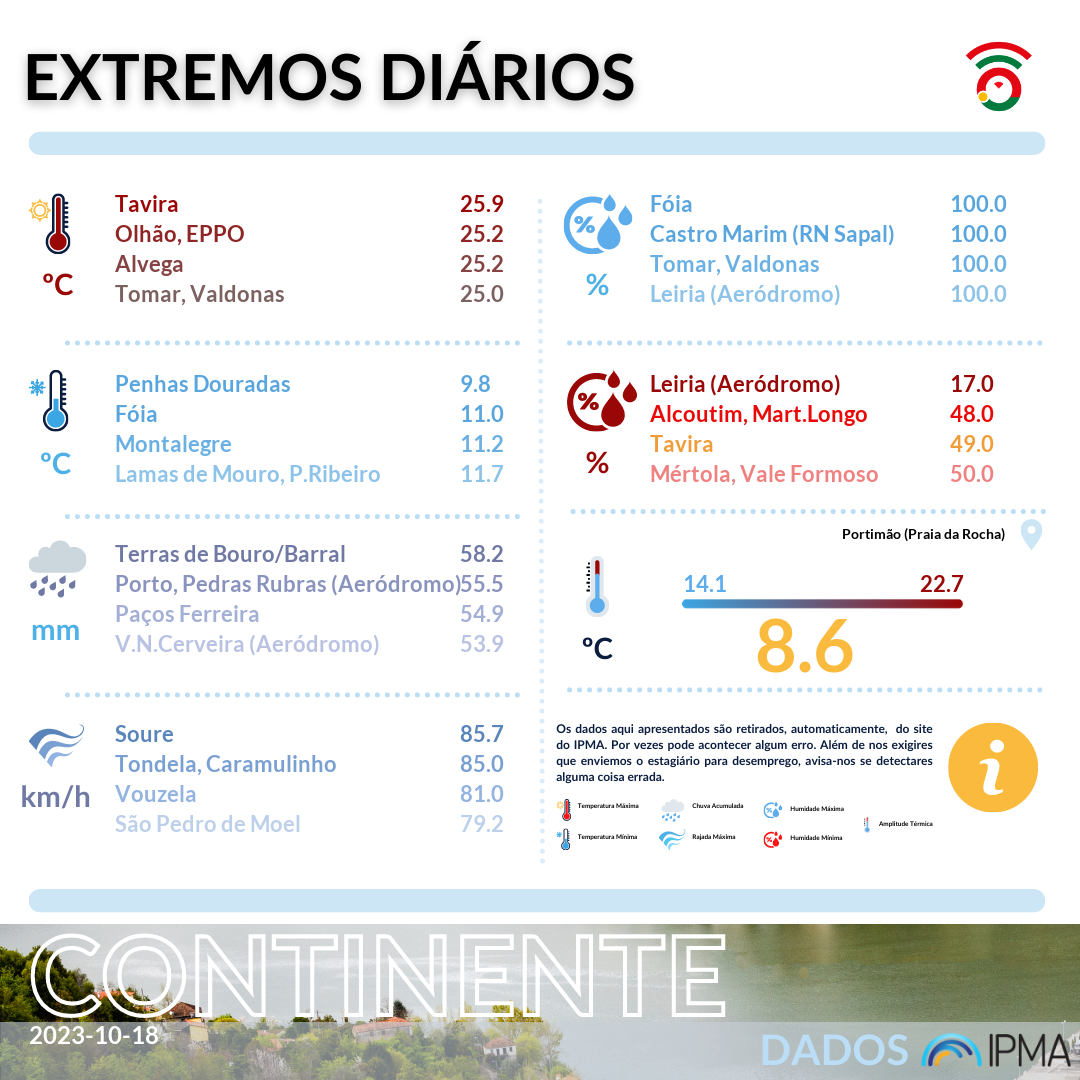 EXTREMOS DIÁRIOS
Tavira 25.9
Olhão, EPPO 25.2
Alvega 25.2
Tomar, Valdonas 25.0
ºC
Penhas Douradas 9.8
Fóia 11.0
Montalegre 11.2
Lamas de Mouro, P.Ribeiro 11.7
ºC
Terras de Bouro/Barral 58.2
Porto, Pedras Rubras (Aeródromo) 55.5
Paços Ferreira 54.9
V.N.Cerveira (Aeródromo) 53.9
mm
Soure 85.7
Tondela, Caramulinho 85.0
Vouzela 81.0
São Pedro de Moel 79.2
km/h
%
Fóia 100.0
Castro Marim (RN Sapal) 100.0
Tomar, Valdonas 100.0
Leiria (Aeródromo) 100.0
%
%
Leiria (Aeródromo) 17.0
Alcoutim, Mart.Longo 48.0
Tavira 49.0
Mértola, Vale Formoso 50.0
%
Portimão (Praia da Rocha)
14.1 22.7
8.6
ºC
Os dados aqui apresentados são retirados, automaticamente, do site
do IPMA. Por vezes pode acontecer algum erro. Além de nos exigires
que enviemos o estagiário para desemprego, avisa-nos se detectares
alguma coisa errada.
i
Temperatura Máxima
Chuva Acumulada
Humidade Máxima
Amplitude Térmica
Temperatura Mínima
Rajada Máxima
Humidade Mínima
CONTINENTE
2023-10-18
DADOS IPMA